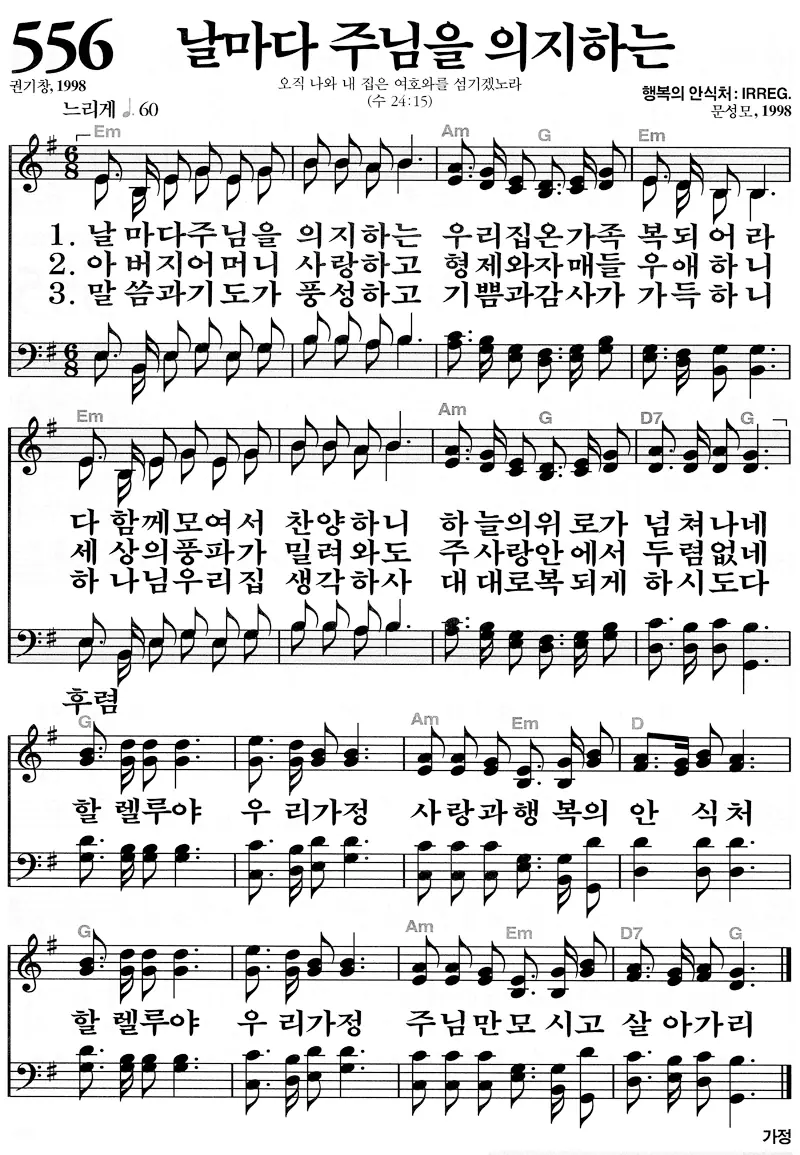 556 날마다 주님을 의지하는
권기창, 1998
오직 나와 내 집은 여호와를 섬기겠노라
(수 24:15)
행복의 안식처 : IRREG.
문성모, 1998
느리게 ♩. 60
Em Am G Em
1. 날마다주님을 의지하는 우리집온가족 복되어라
2. 아버지어머니 사랑하고 형제와자매들 우애하니
3. 말씀과기도가 풍성하고 기쁨과감사가 가득하니
Em Am G D7 G
다 함께모여서 찬양하니 하늘의위로가 넘쳐나네
세상의풍파가 밀려와도 주사랑안에서 두렴없네
하나님우리집 생각하사 대대로복되게 하시도다
후렴
G Am Em D
할렐루야 우리가정 사랑과행복의 안식처
G Am Em D7 G
할렐루야 우리가정 주님만모시고 살아가리
가정